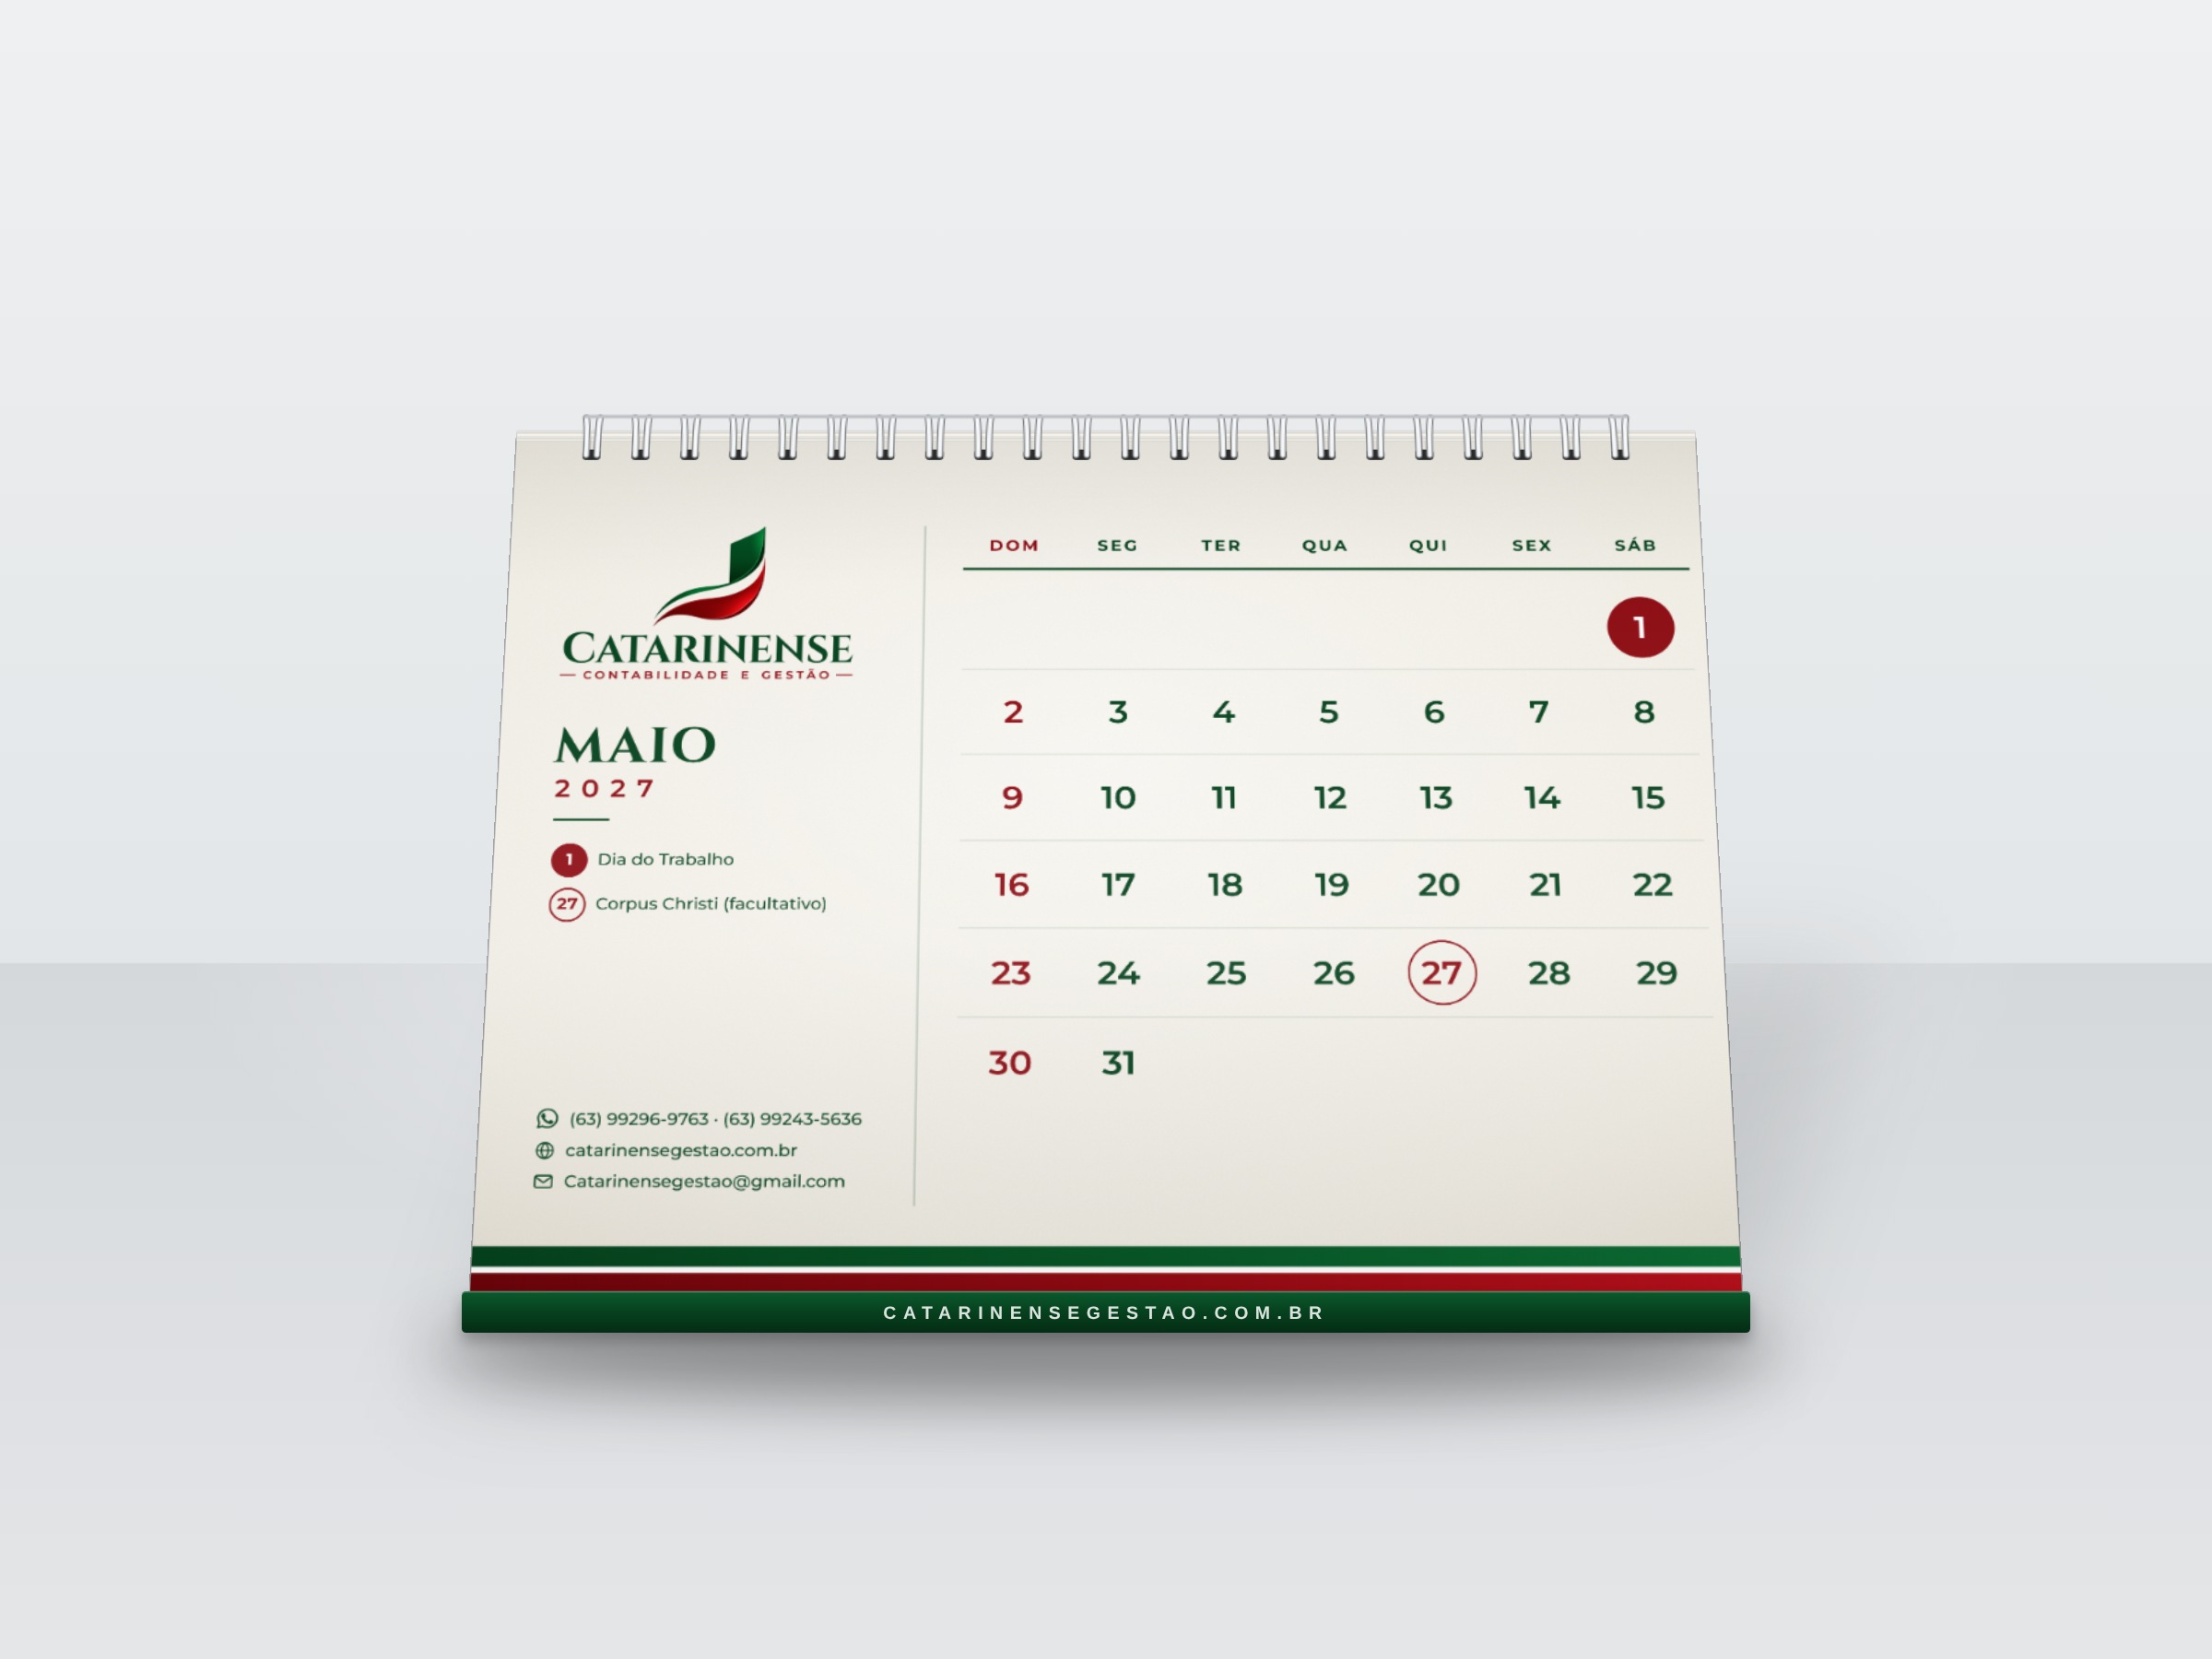 CATARINENSE
CONTABILIDADE E GESTÃO
MAIO
2027
1 Dia do Trabalho
27 Corpus Christi (facultativo)
(63) 99296-9763 · (63) 99243-5636
catarinensegestao.com.br
Catarinensegestao@gmail.com
DOM SEG TER QUA QUI SEX SÁB
1
2 3 4 5 6 7 8
9 10 11 12 13 14 15
16 17 18 19 20 21 22
23 24 25 26 27 28 29
30 31
CATARINENSEGESTAO.COM.BR